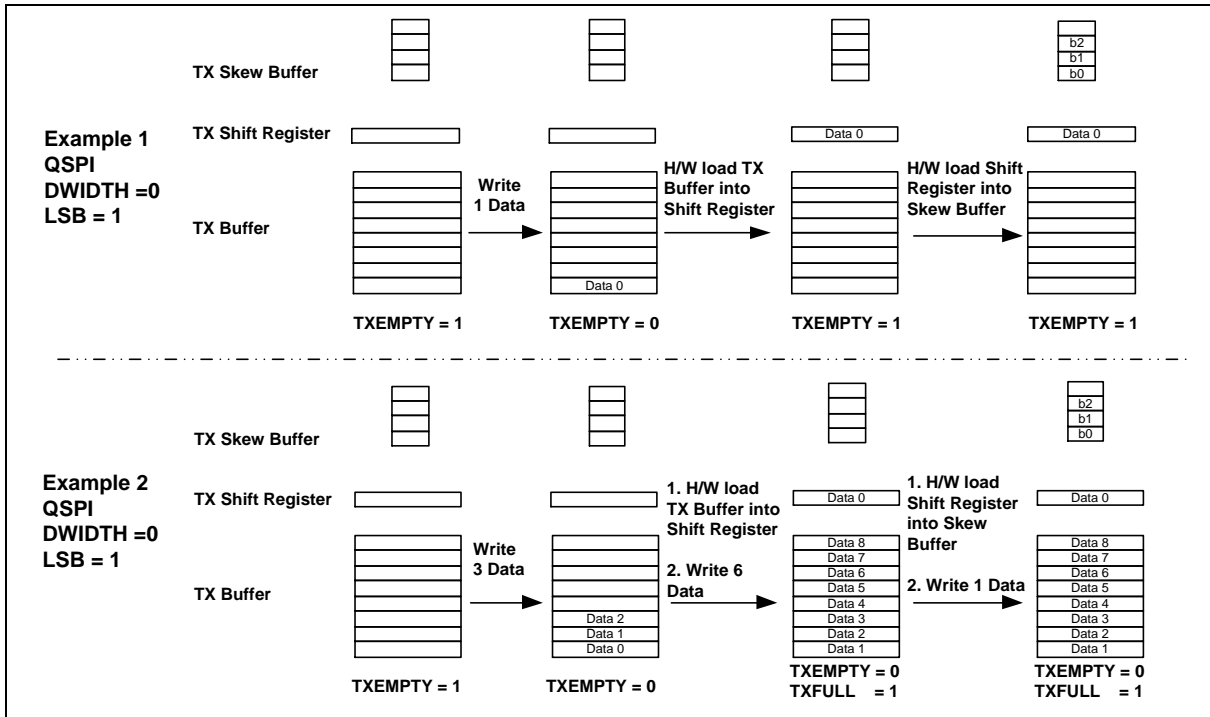 TX Skew Buffer
b2
b1
b0
Example 1
QSPI
DWIDTH =0
LSB = 1
TX Shift Register
Data 0
Data 0
TX Buffer
Write
1 Data
H/W load TX
Buffer into
Shift Register
H/W load Shift
Register into
Skew Buffer
Data 0
TXEMPTY = 1
TXEMPTY = 0
TXEMPTY = 1
TXEMPTY = 1
TX Skew Buffer
b2
b1
b0
Example 2
QSPI
DWIDTH =0
LSB = 1
TX Shift Register
Data 0
Data 0
TX Buffer
Write
3 Data
Data 2
Data 1
Data 0
1. H/W load
TX Buffer into
Shift Register
2. Write 6
Data
Data 8
Data 7
Data 6
Data 5
Data 4
Data 3
Data 2
Data 1
1. H/W load
Shift Register
into Skew
Buffer
2. Write 1 Data
Data 8
Data 7
Data 6
Data 5
Data 4
Data 3
Data 2
Data 1
TXEMPTY = 1
TXEMPTY = 0
TXEMPTY = 0
TXFULL = 1
TXEMPTY = 0
TXFULL = 1